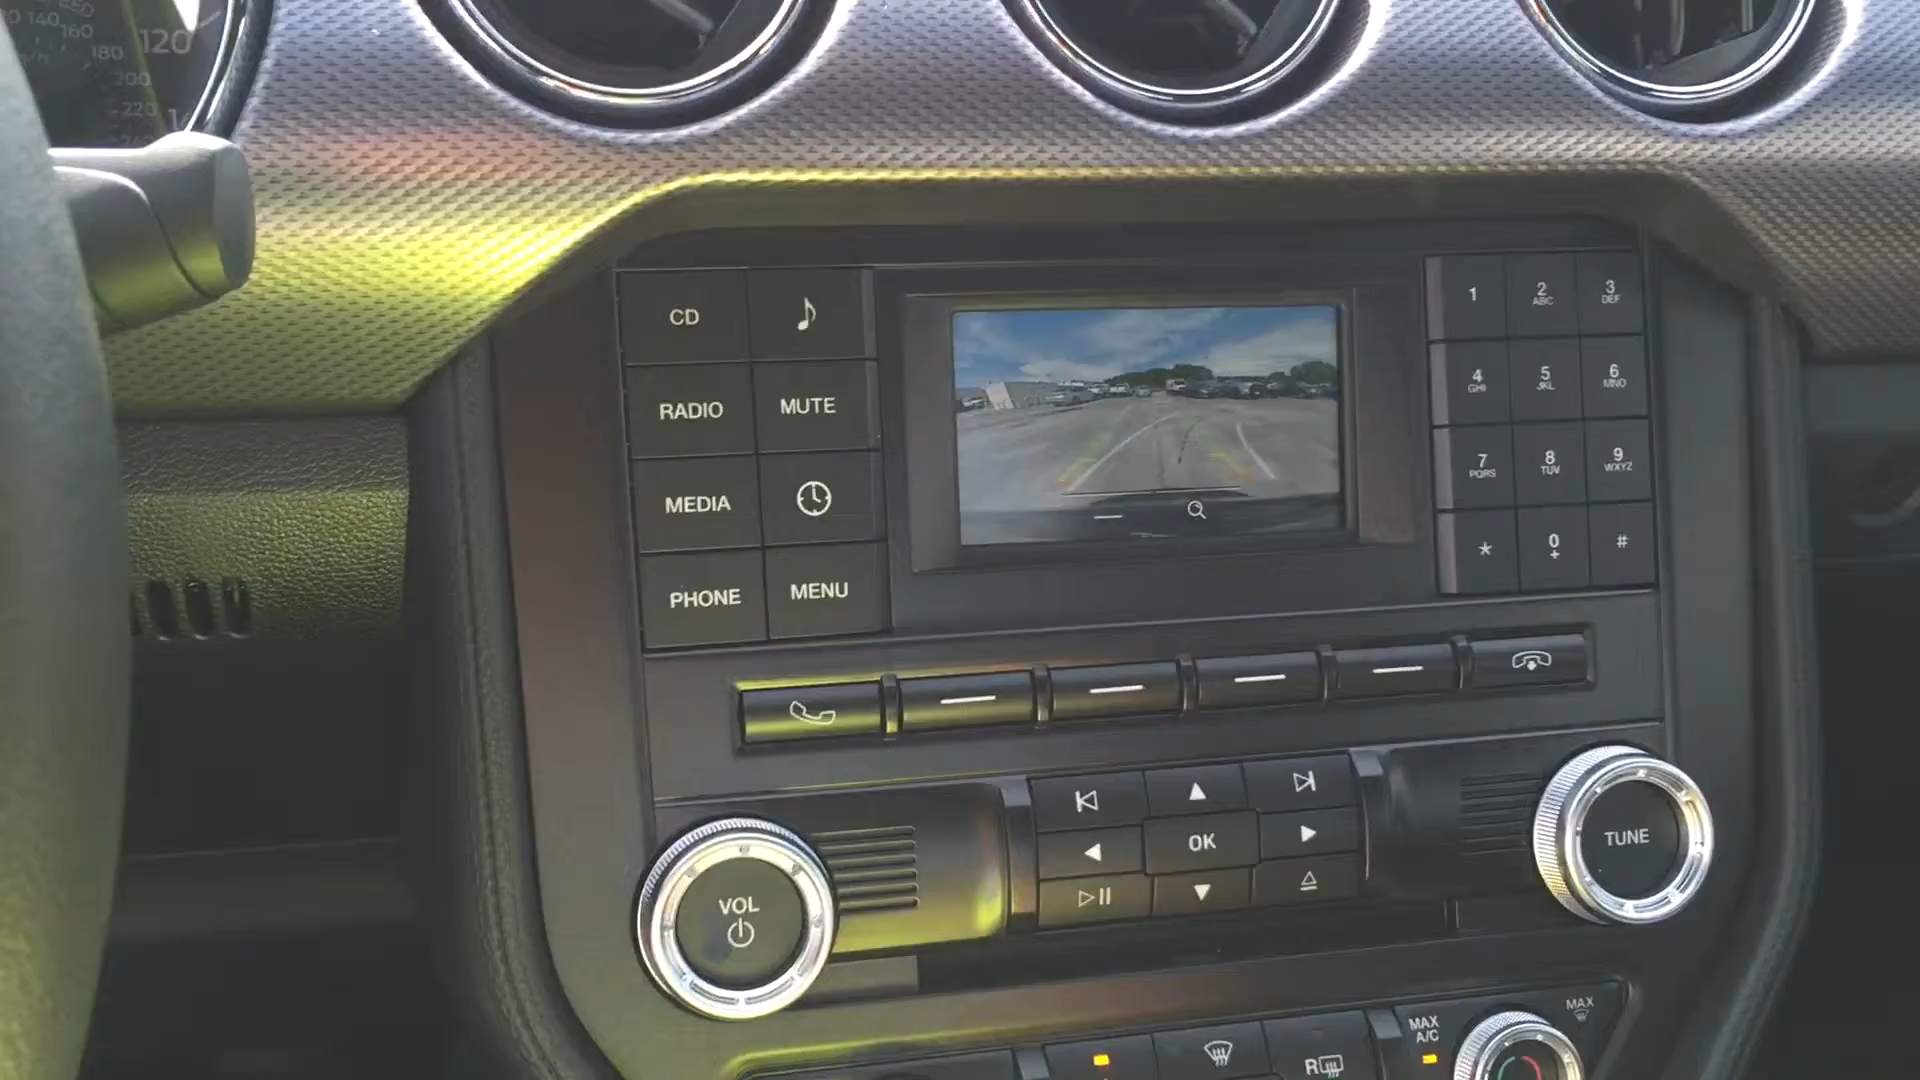 140
160
120
180
200
220
CD
RADIO
MUTE
MEDIA
PHONE
MENU
1
2
ABC
3
DEF
4
GHI
5
JKL
6
MNO
7
PQRS
8
TUV
9
WXYZ
*
0
+
#
OK
VOL
TUNE
MAX
A/C
MAX
R